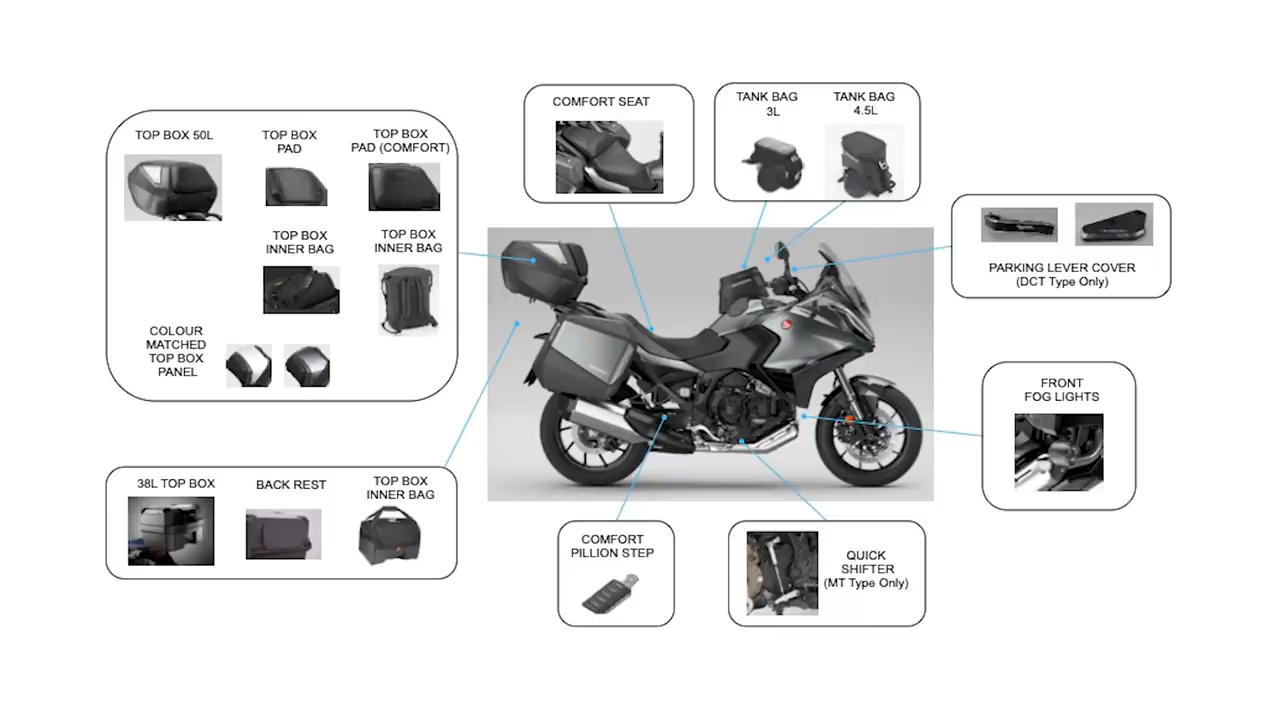 TOP BOX 50L
TOP BOX
PAD
TOP BOX
PAD (COMFORT)
TOP BOX
INNER BAG
TOP BOX
INNER BAG
COLOUR
MATCHED
TOP BOX
PANEL
COMFORT SEAT
TANK BAG
3L
TANK BAG
4.5L
PARKING LEVER COVER
(DCT Type Only)
FRONT
FOG LIGHTS
38L TOP BOX
BACK REST
TOP BOX
INNER BAG
COMFORT
PILLION STEP
QUICK
SHIFTER
(MT Type Only)